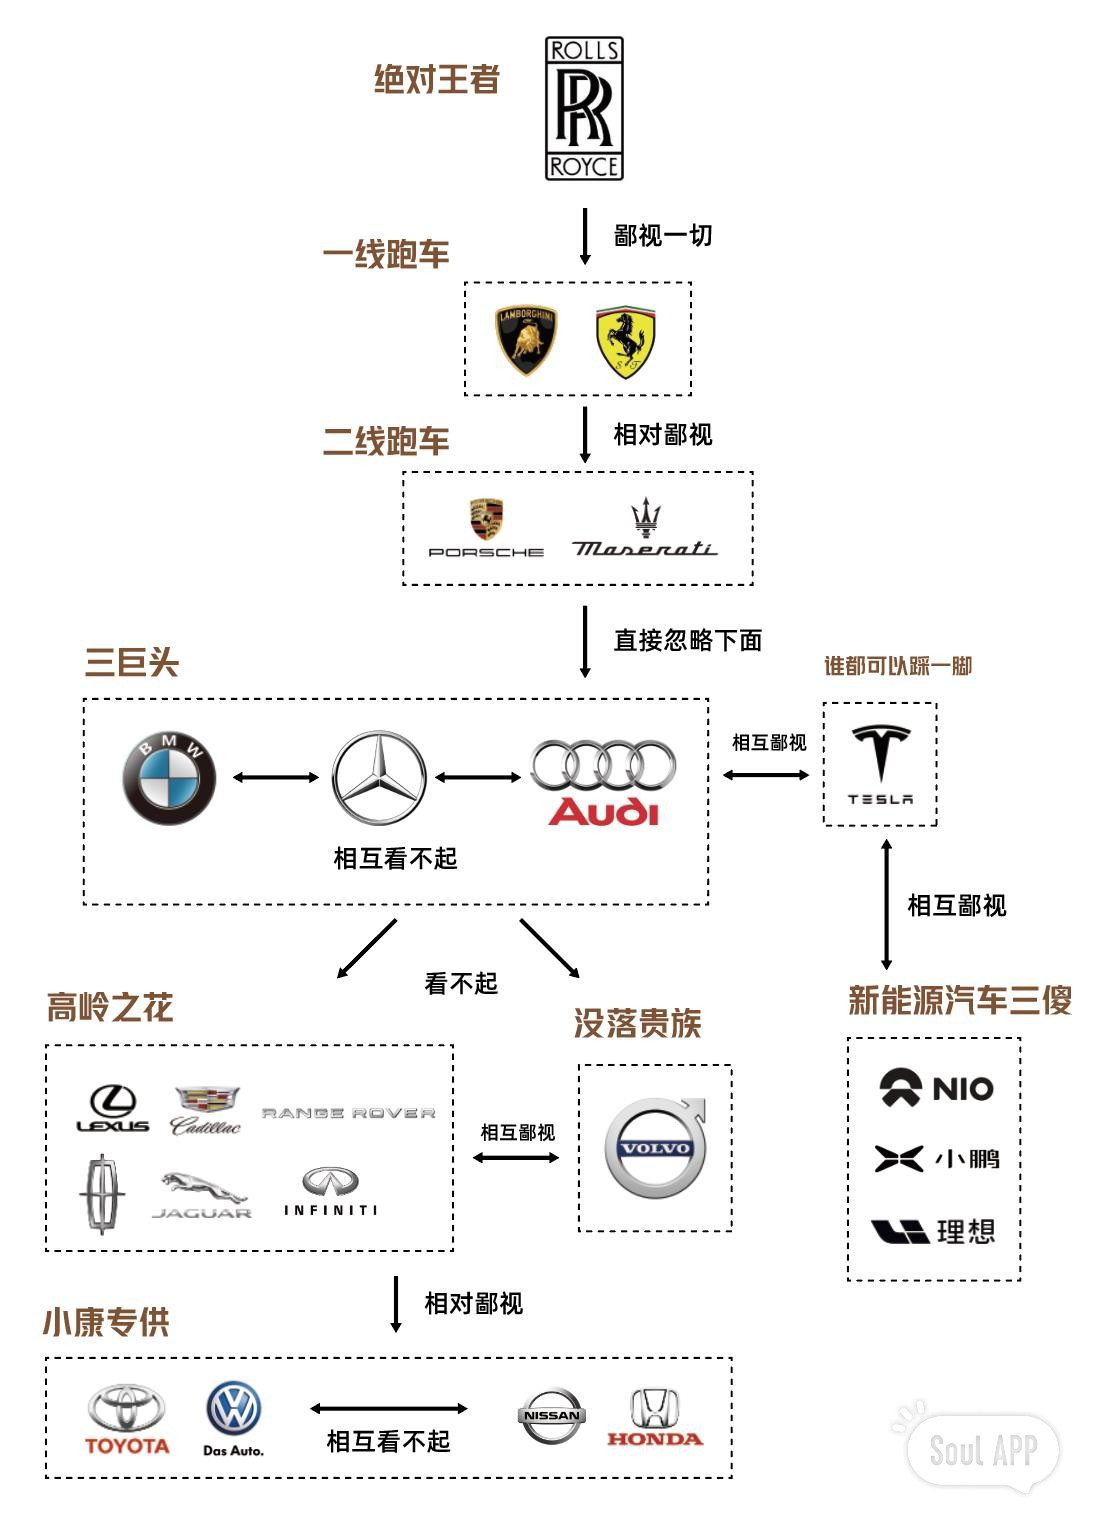 ROLLS
RR
ROYCE
绝对王者
鄙视一切
一线跑车
LAMBORGHINI
S F
相对鄙视
二线跑车
PORSCHE
Maserati
直接忽略下面
三巨头
谁都可以踩一脚
BMW
Audi
相互看不起
相互鄙视
TESLA
相互鄙视
看不起
高岭之花
没落贵族
新能源汽车三傻
LEXUS
Cadillac
RANGE ROVER
JAGUAR
INFINITI
相互鄙视
VOLVO
NIO
小鹏
理想
相对鄙视
小康专供
TOYOTA
Das Auto.
相互看不起
NISSAN
HONDA
Soul APP